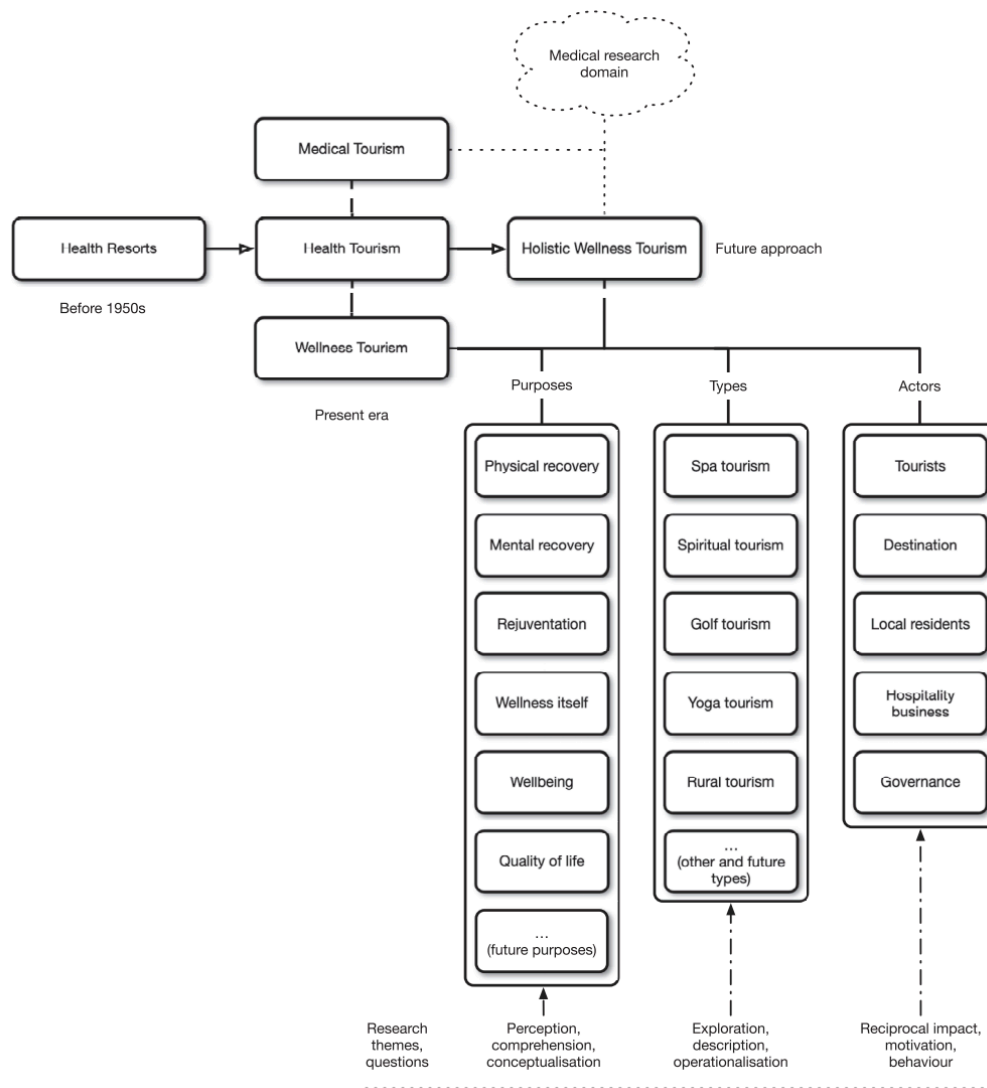 Medical research
domain
Medical Tourism
Health Resorts
Health Tourism
Holistic Wellness Tourism
Future approach
Before 1950s
Wellness Tourism
Present era
Purposes
Types
Actors
Physical recovery
Mental recovery
Rejuventation
Wellness itself
Wellbeing
Quality of life
...
(future purposes)
Spa tourism
Spiritual tourism
Golf tourism
Yoga tourism
Rural tourism
...
(other and future
types)
Tourists
Destination
Local residents
Hospitality
business
Governance
Research
themes,
questions
Perception,
comprehension,
conceptualisation
Exploration,
description,
operationalisation
Reciprocal impact,
motivation,
behaviour